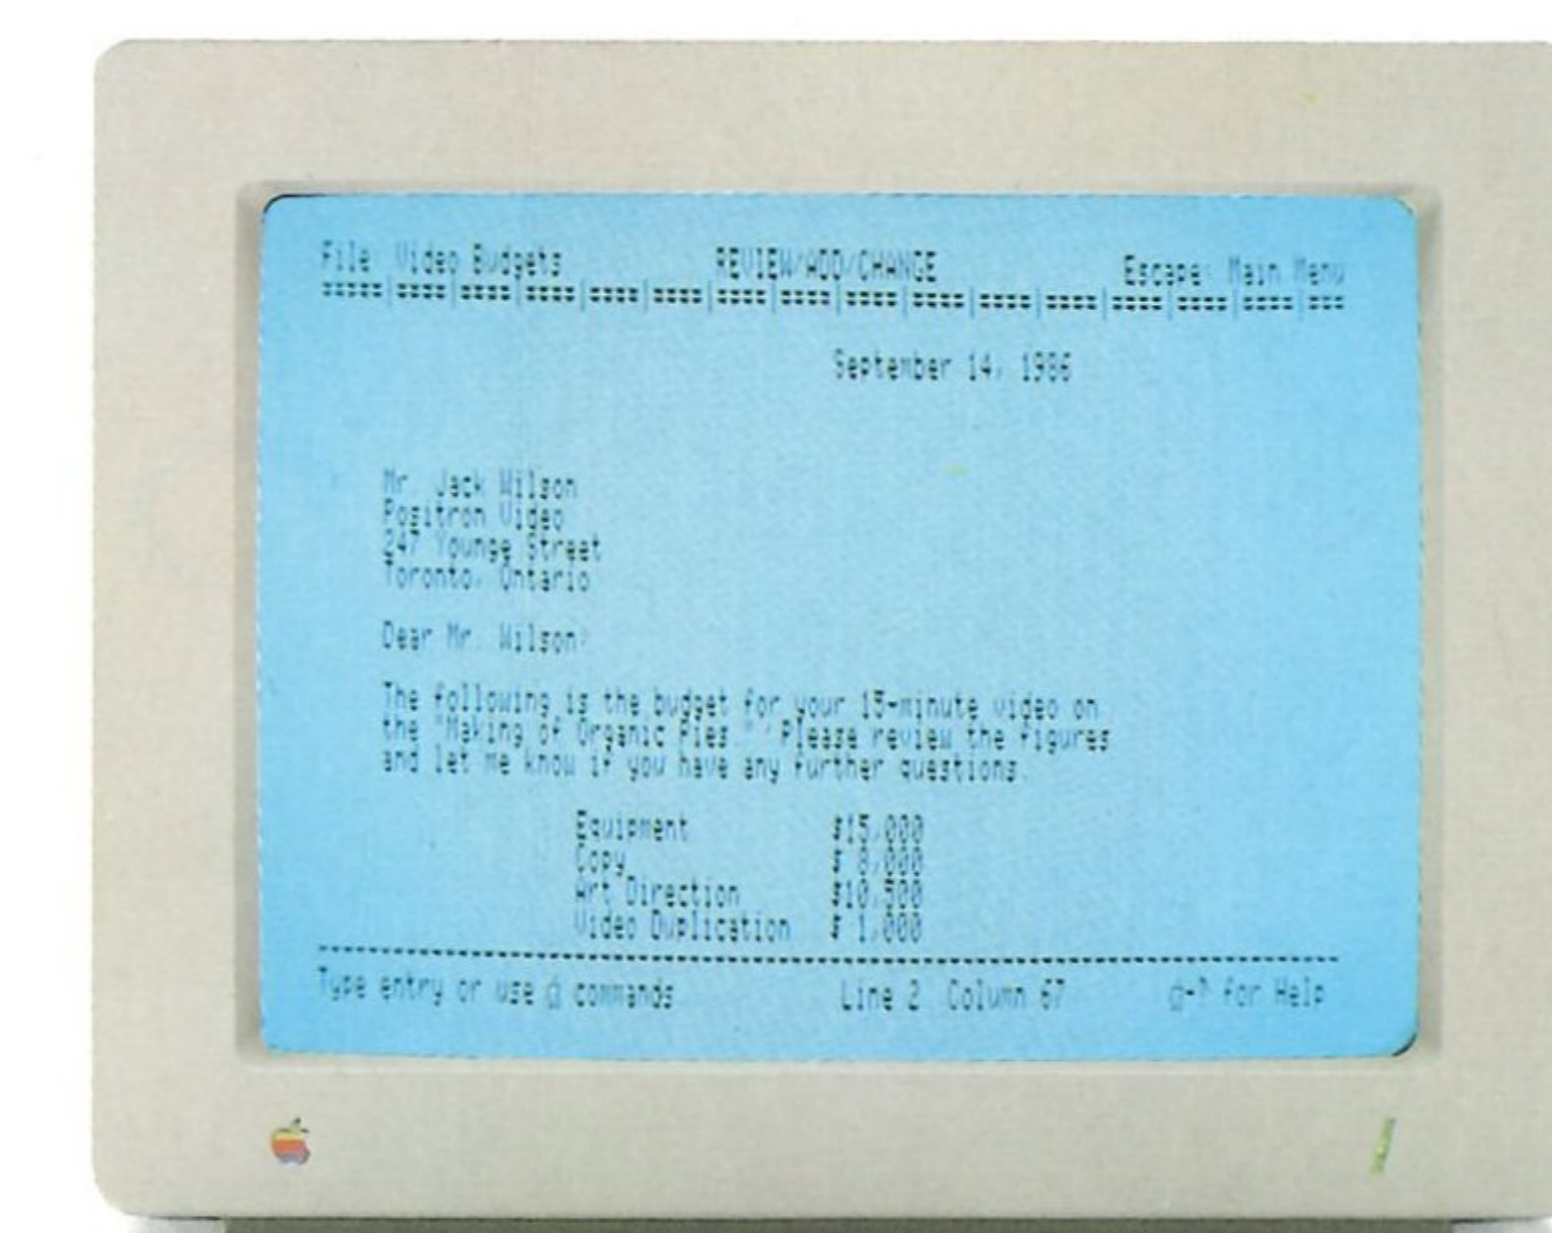 File: Video Budgets REVIEW/ADD/CHANGE Escape: Main Menu
September 14, 1986
Mr. Jack Wilson
Positron Video
247 Younge Street
Toronto, Ontario
Dear Mr. Wilson:
The following is the budget for your 15-minute video on
the "Making of Organic Pies." Please review the figures
and let me know if you have any further questions.
Equipment $15,000
Copy $ 8,000
Art Direction $10,500
Video Duplication $ 1,000
Type entry or use commands Line 2 Column 67 -? for Help